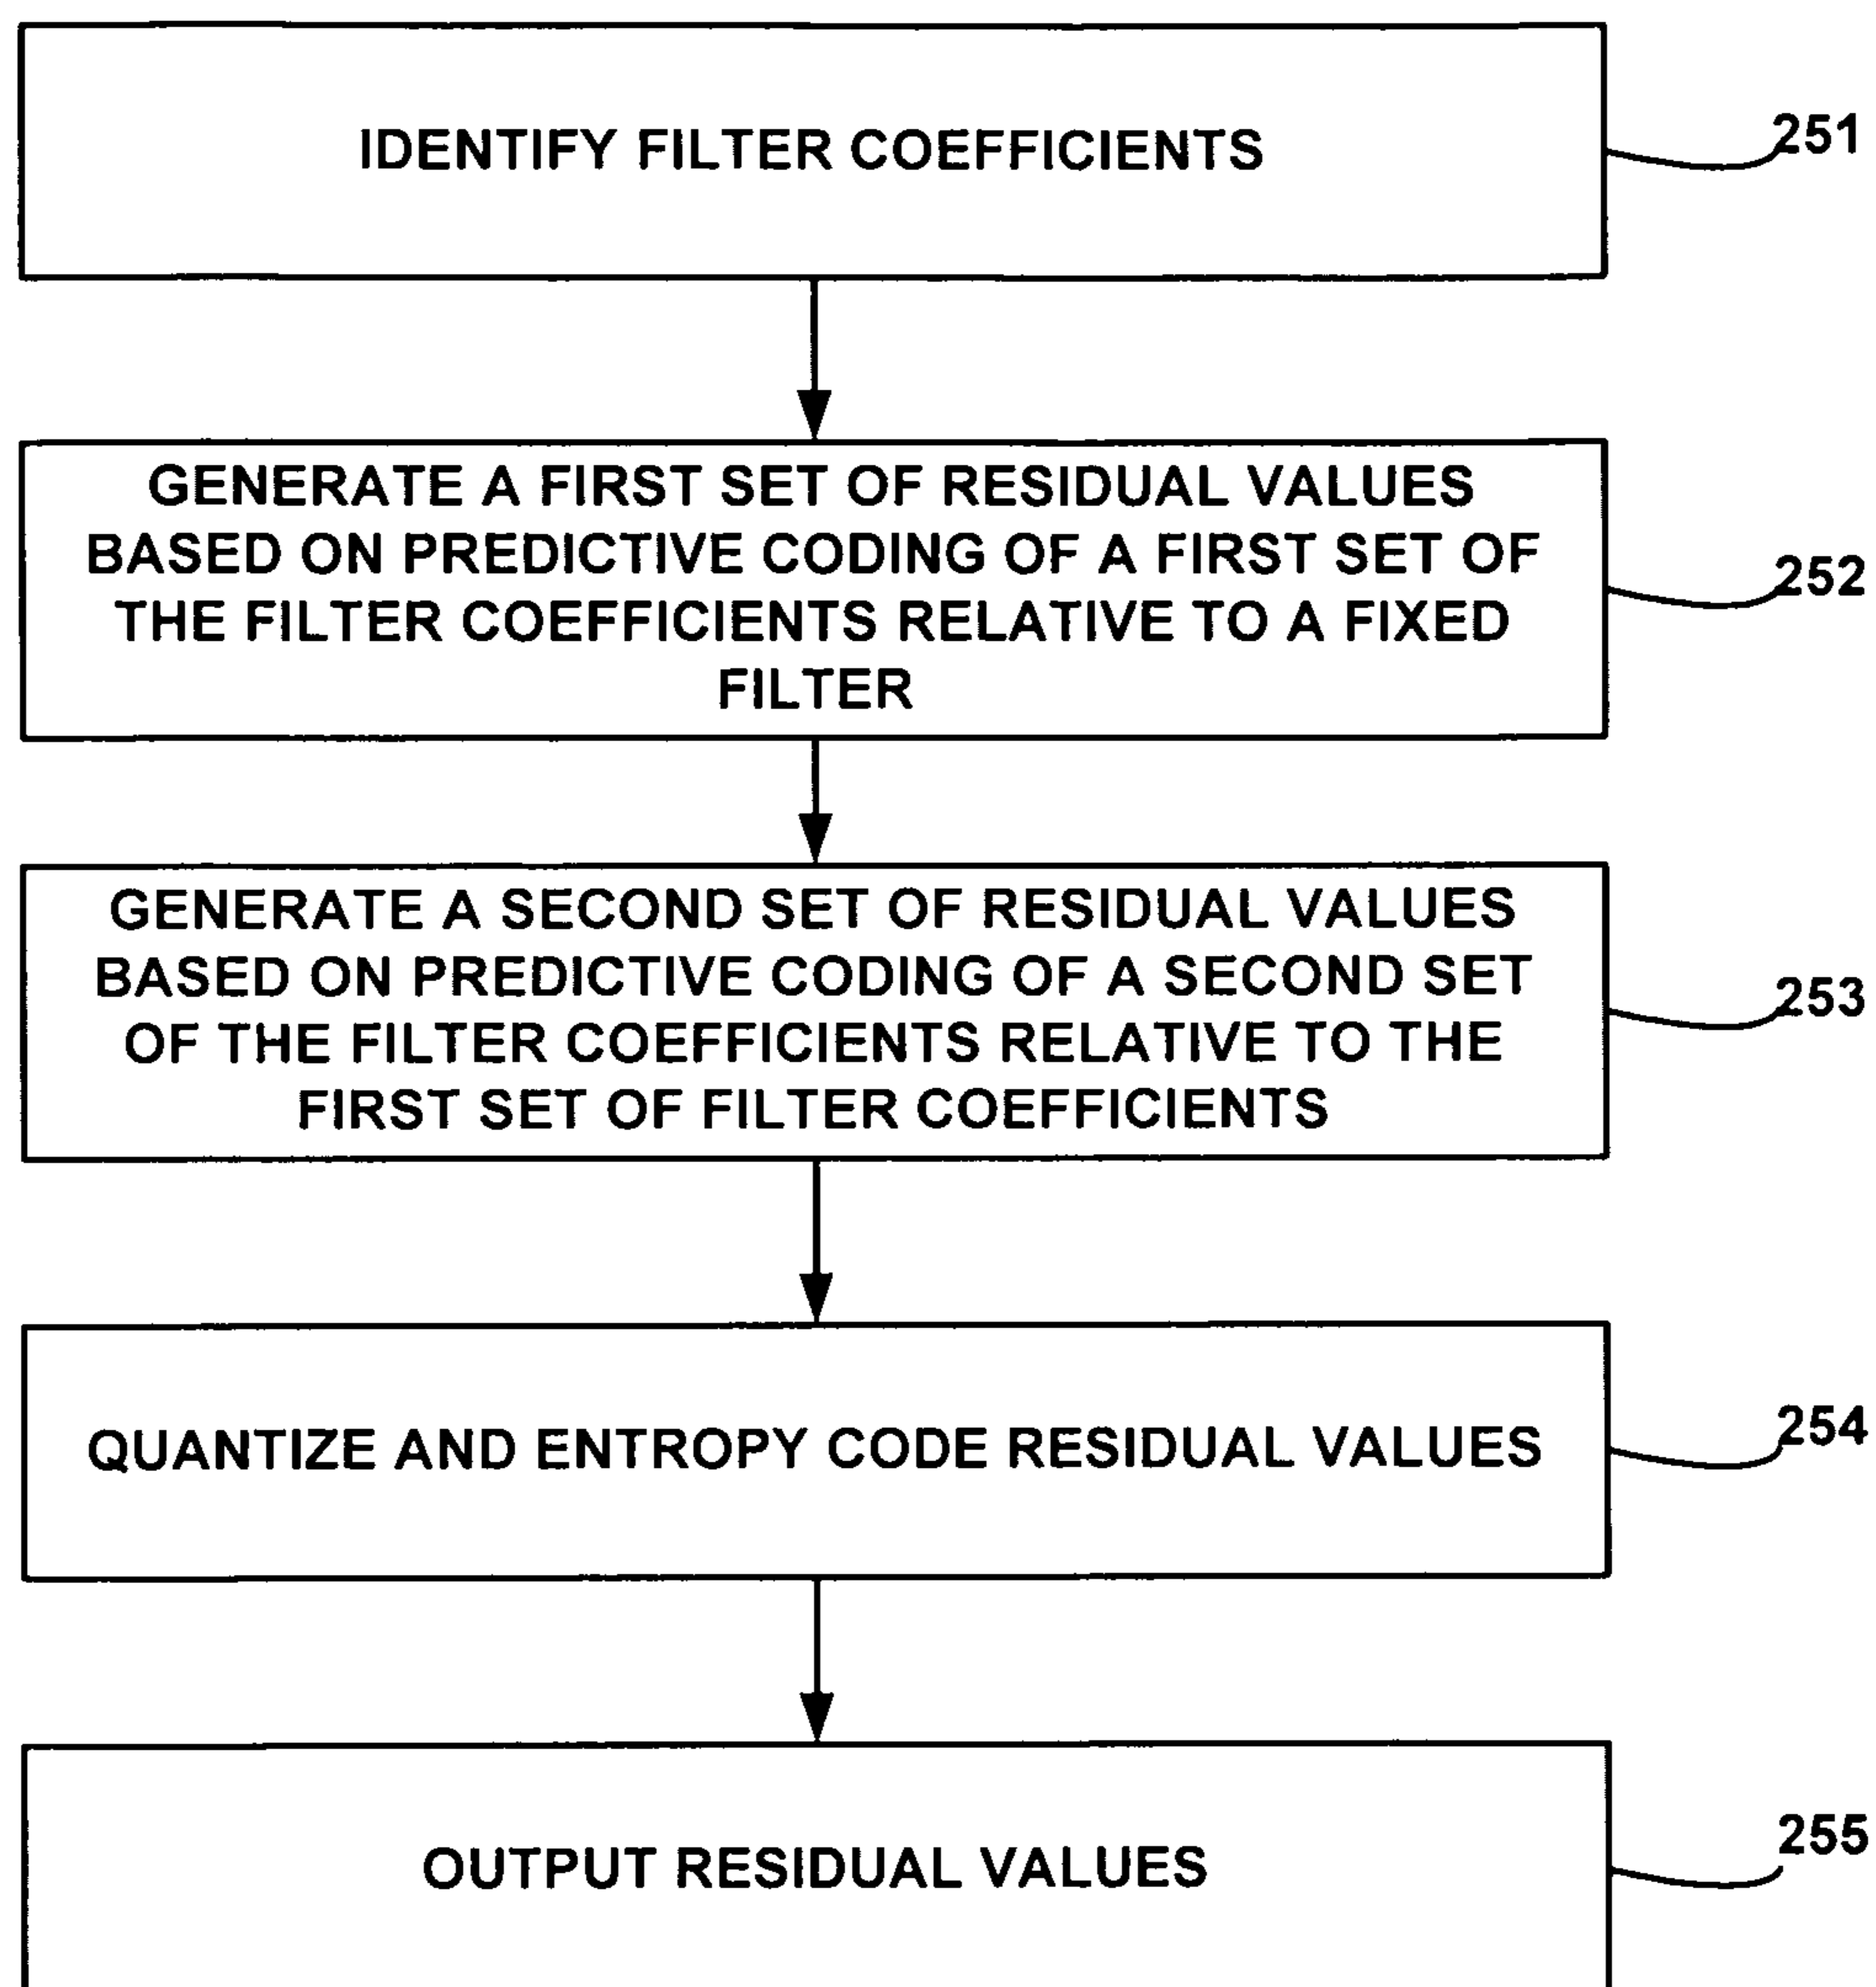 IDENTIFY FILTER COEFFICIENTS
251
GENERATE A FIRST SET OF RESIDUAL VALUES
BASED ON PREDICTIVE CODING OF A FIRST SET OF
THE FILTER COEFFICIENTS RELATIVE TO A FIXED
FILTER
252
GENERATE A SECOND SET OF RESIDUAL VALUES
BASED ON PREDICTIVE CODING OF A SECOND SET
OF THE FILTER COEFFICIENTS RELATIVE TO THE
FIRST SET OF FILTER COEFFICIENTS
253
QUANTIZE AND ENTROPY CODE RESIDUAL VALUES
254
OUTPUT RESIDUAL VALUES
255